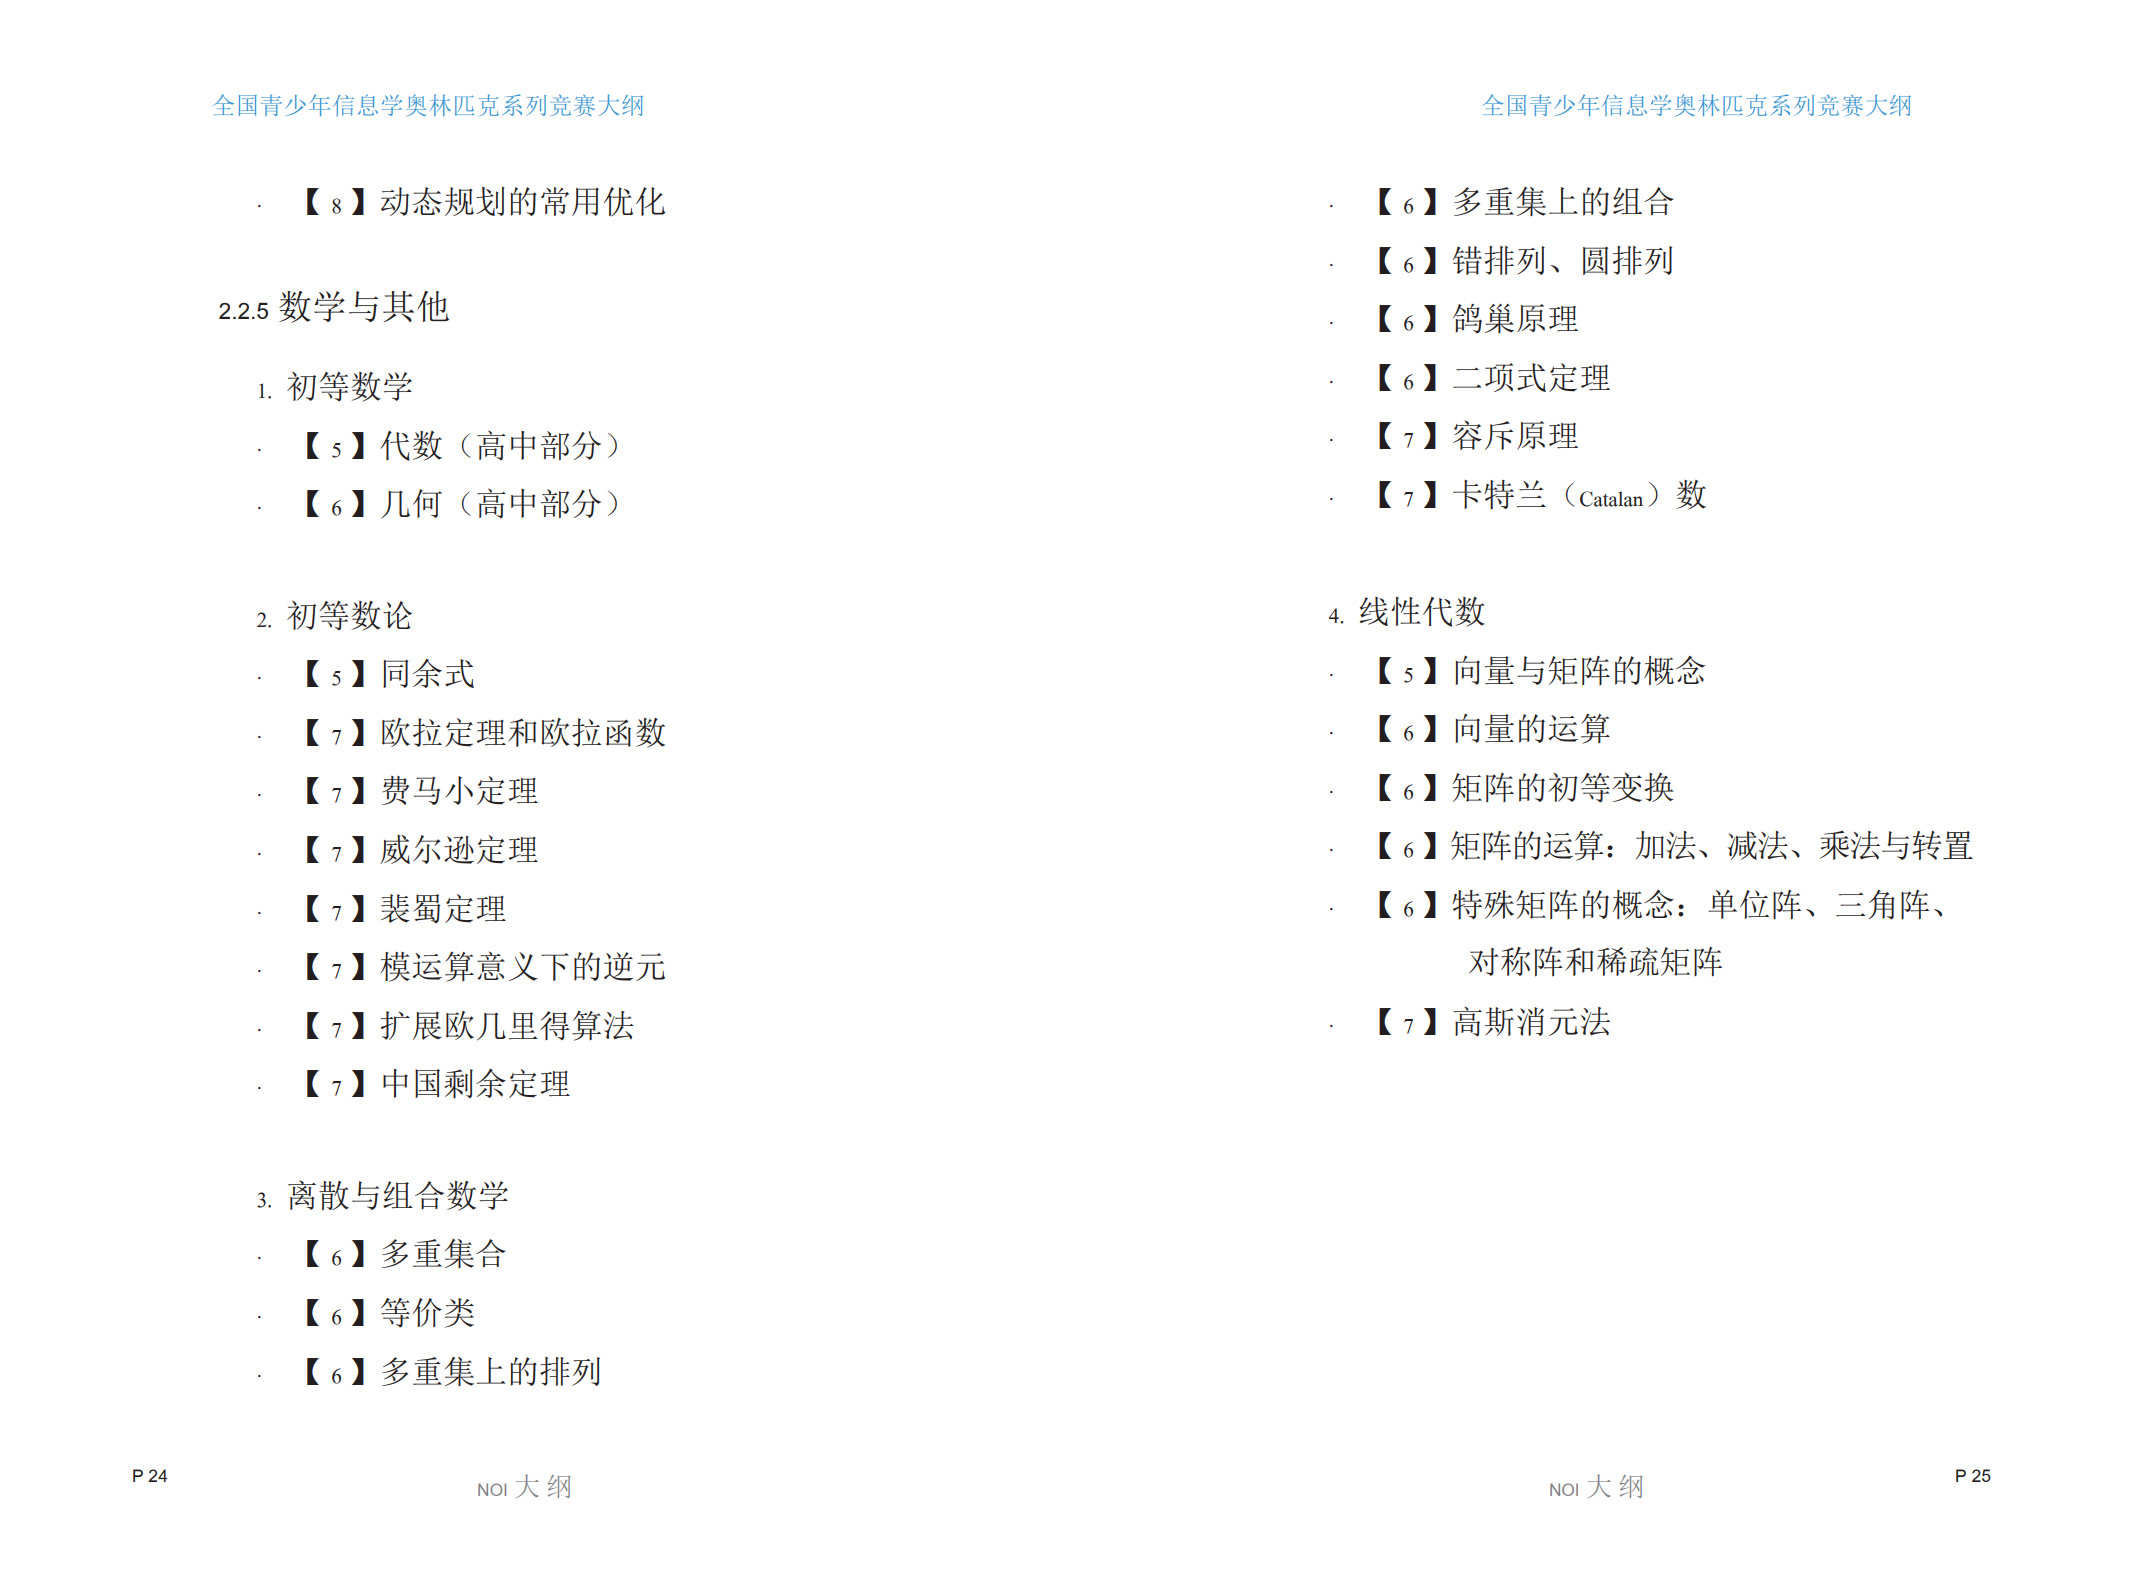 全国青少年信息学奥林匹克系列竞赛大纲
· 【 8 】动态规划的常用优化
2.2.5 数学与其他
1. 初等数学
· 【 5 】代数（高中部分）
· 【 6 】几何（高中部分）
2. 初等数论
· 【 5 】同余式
· 【 7 】欧拉定理和欧拉函数
· 【 7 】费马小定理
· 【 7 】威尔逊定理
· 【 7 】裴蜀定理
· 【 7 】模运算意义下的逆元
· 【 7 】扩展欧几里得算法
· 【 7 】中国剩余定理
3. 离散与组合数学
· 【 6 】多重集合
· 【 6 】等价类
· 【 6 】多重集上的排列
P 24
NOI 大 纲
全国青少年信息学奥林匹克系列竞赛大纲
· 【 6 】多重集上的组合
· 【 6 】错排列、圆排列
· 【 6 】鸽巢原理
· 【 6 】二项式定理
· 【 7 】容斥原理
· 【 7 】卡特兰（Catalan）数
4. 线性代数
· 【 5 】向量与矩阵的概念
· 【 6 】向量的运算
· 【 6 】矩阵的初等变换
· 【 6 】矩阵的运算：加法、减法、乘法与转置
· 【 6 】特殊矩阵的概念：单位阵、三角阵、
对称阵和稀疏矩阵
· 【 7 】高斯消元法
NOI 大 纲
P 25